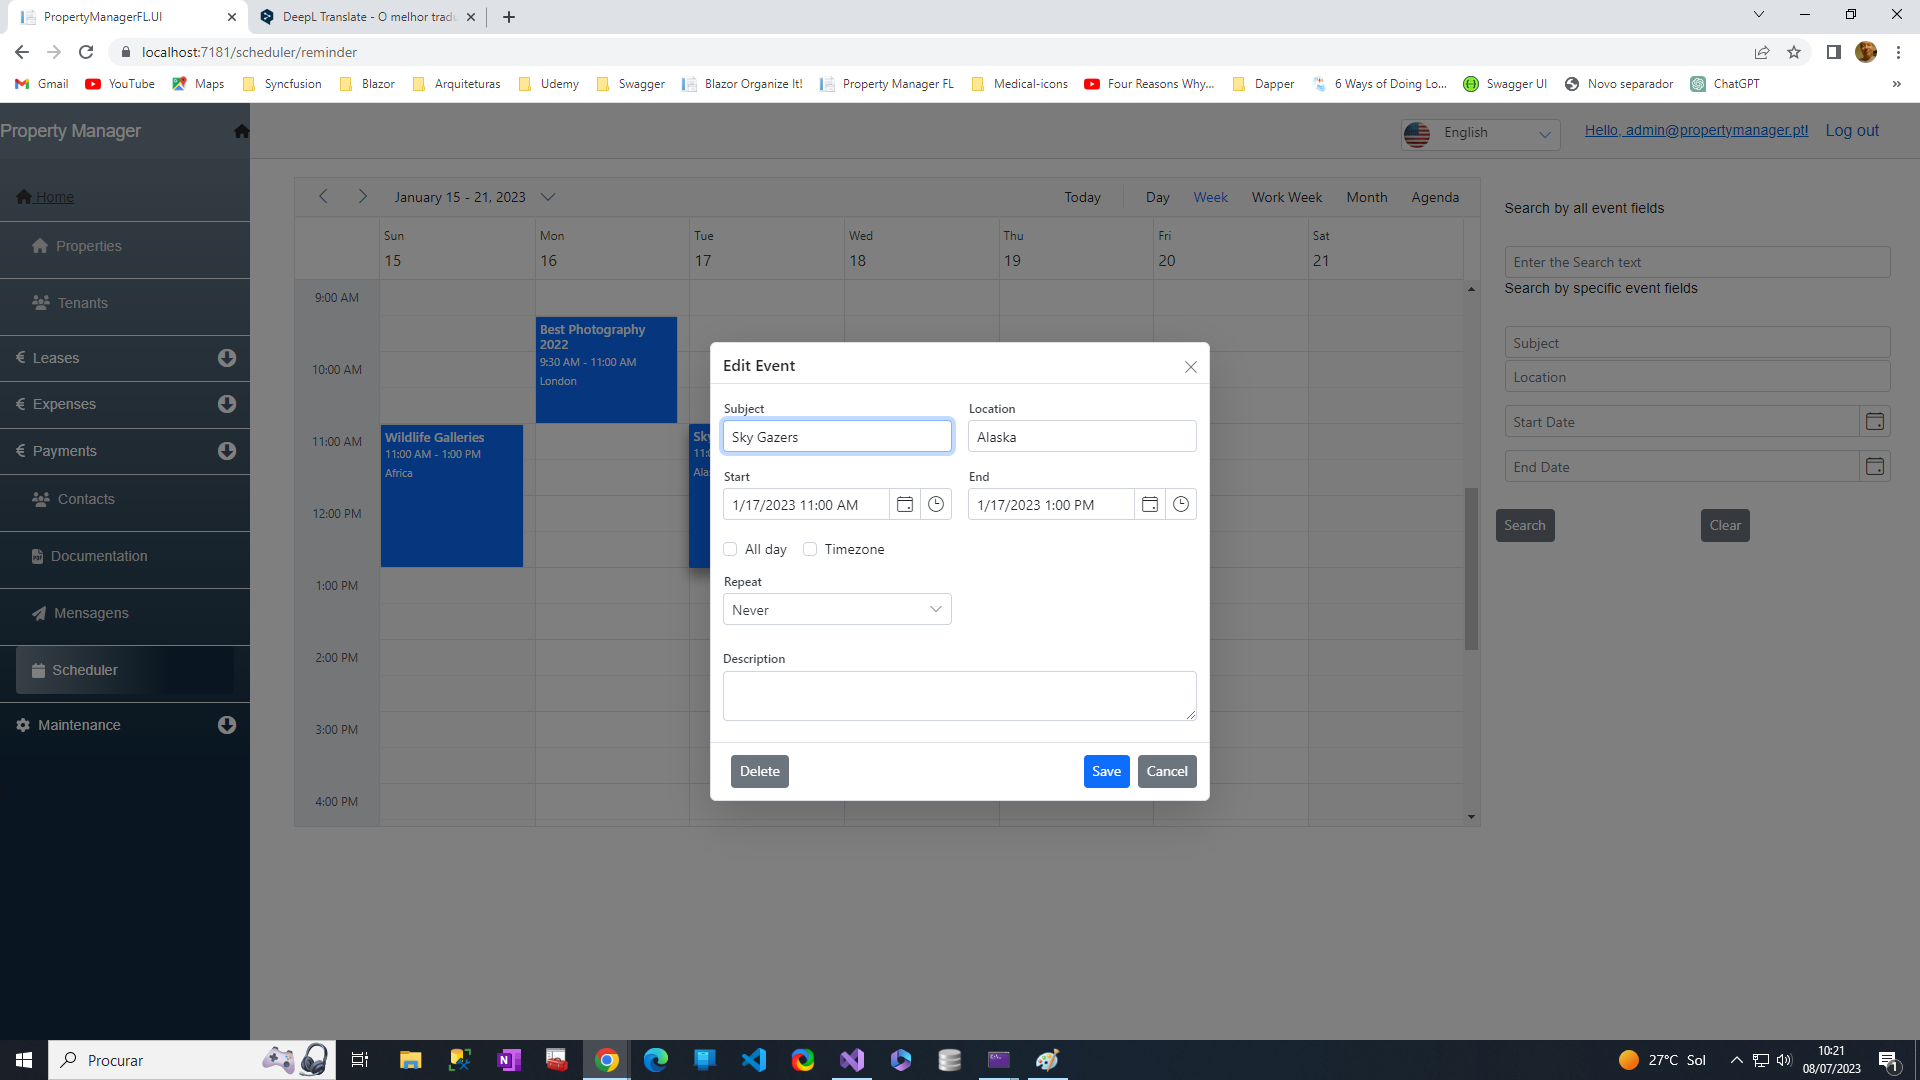 PropertyManagerFL.UI
DeepL Translate - O melhor tradu
localhost:7181/scheduler/reminder
Gmail YouTube Maps Syncfusion Blazor Arquiteturas Udemy Swagger Blazor Organize It! Property Manager FL Medical-icons Four Reasons Why... Dapper 6 Ways of Doing Lo... Swagger UI Novo separador ChatGPT »
Property Manager
English
Hello, admin@propertymanager.pt! Log out
Home
Properties
Tenants
€ Leases
€ Expenses
€ Payments
Contacts
Documentation
Mensagens
Scheduler
Maintenance
January 15 - 21, 2023
Today Day Week Work Week Month Agenda
Sun Mon Tue Wed Thu Fri Sat
15 16 17 18 19 20 21
9:00 AM
10:00 AM
11:00 AM
12:00 PM
1:00 PM
2:00 PM
3:00 PM
4:00 PM
Best Photography
2022
9:30 AM - 11:00 AM
London
Wildlife Galleries
11:00 AM - 1:00 PM
Africa
Sky
11:0
Alas
Edit Event
Subject Location
Sky Gazers Alaska
Start End
1/17/2023 11:00 AM 1/17/2023 1:00 PM
All day Timezone
Repeat
Never
Description
Delete Save Cancel
Search by all event fields
Enter the Search text
Search by specific event fields
Subject
Location
Start Date
End Date
Search Clear
Procurar
27°C Sol
10:21
08/07/2023
1